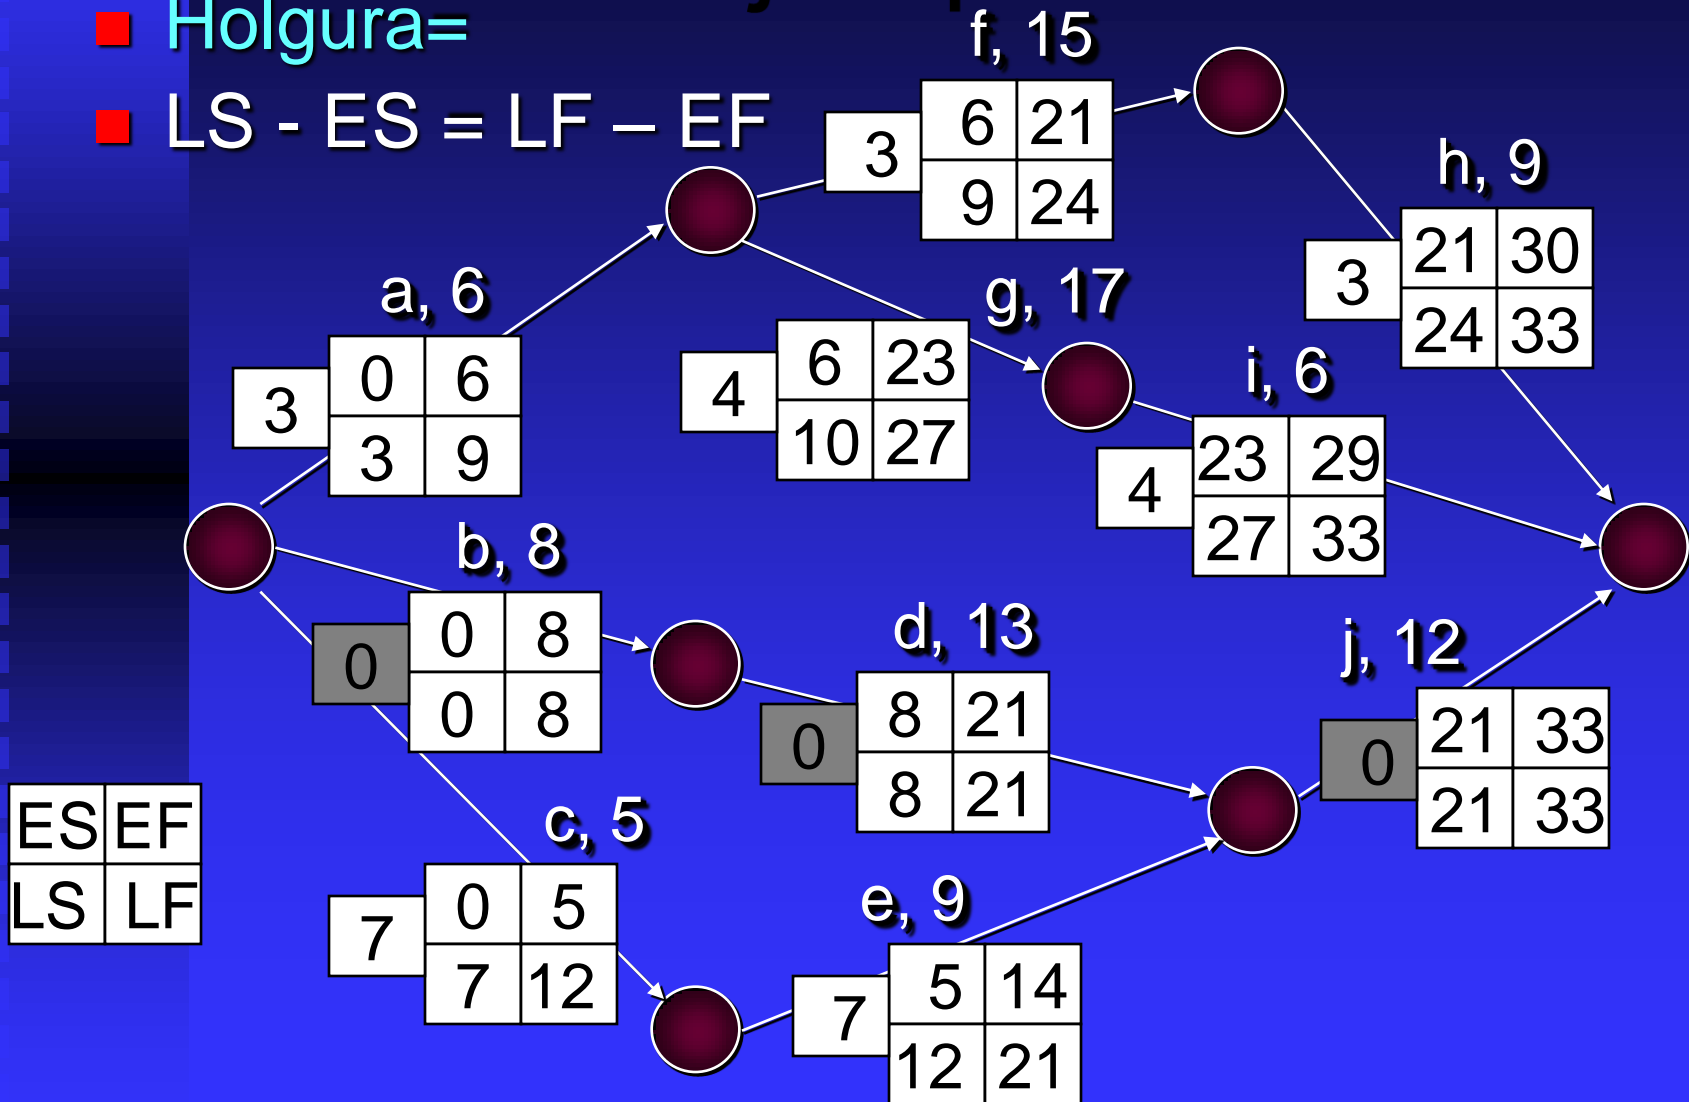 Holgura=
LS - ES = LF – EF
f, 15
3
6 21
9 24
h, 9
3
21 30
24 33
a, 6
3
0 6
3 9
g, 17
4
6 23
10 27
i, 6
4
23 29
27 33
b, 8
0
0 8
0 8
d, 13
0
8 21
8 21
j, 12
0
21 33
21 33
ES EF
LS LF
c, 5
7
0 5
7 12
e, 9
7
5 14
12 21